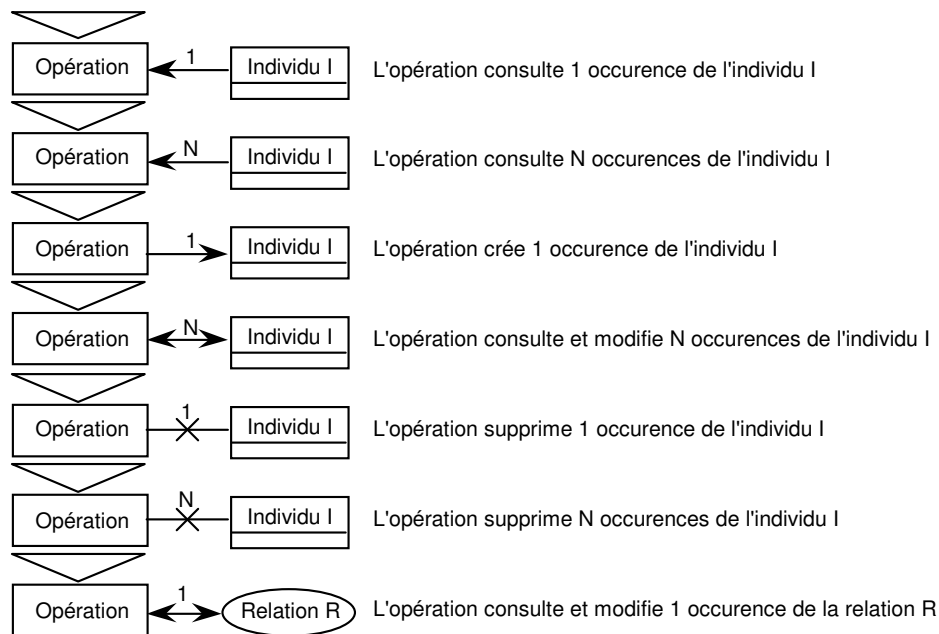 Opération 1 Individu I L'opération consulte 1 occurence de l'individu I
Opération N Individu I L'opération consulte N occurences de l'individu I
Opération 1 Individu I L'opération crée 1 occurence de l'individu I
Opération N Individu I L'opération consulte et modifie N occurences de l'individu I
Opération 1 Individu I L'opération supprime 1 occurence de l'individu I
Opération N Individu I L'opération supprime N occurences de l'individu I
Opération 1 Relation R L'opération consulte et modifie 1 occurence de la relation R